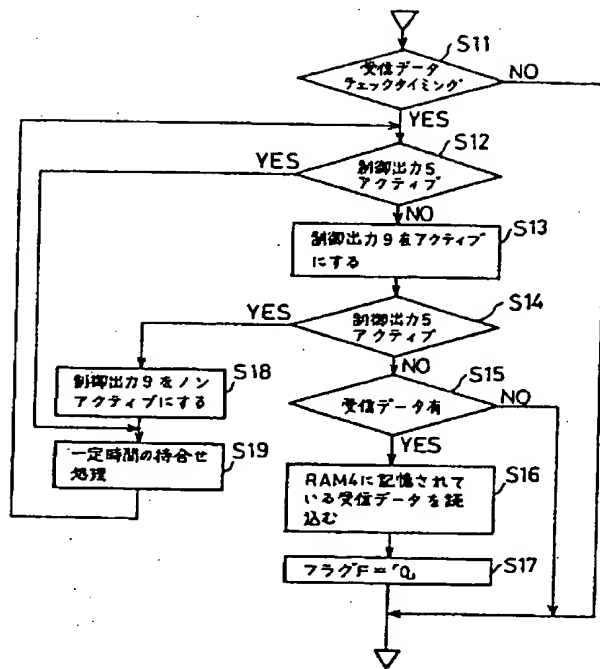 S11
受信データ
チェックタイミング
NO
YES
S12
YES
制御出力5
アクティブ
NO
S13
制御出力9をアクティブ
にする
S14
YES
制御出力5
アクティブ
NO
S18
制御出力9をノン
アクティブにする
S15
受信データ有
NO
YES
S19
一定時間の持合せ
処理
S16
RAM4に記憶されて
いる受信データを読
込む
S17
フラグF=「0」